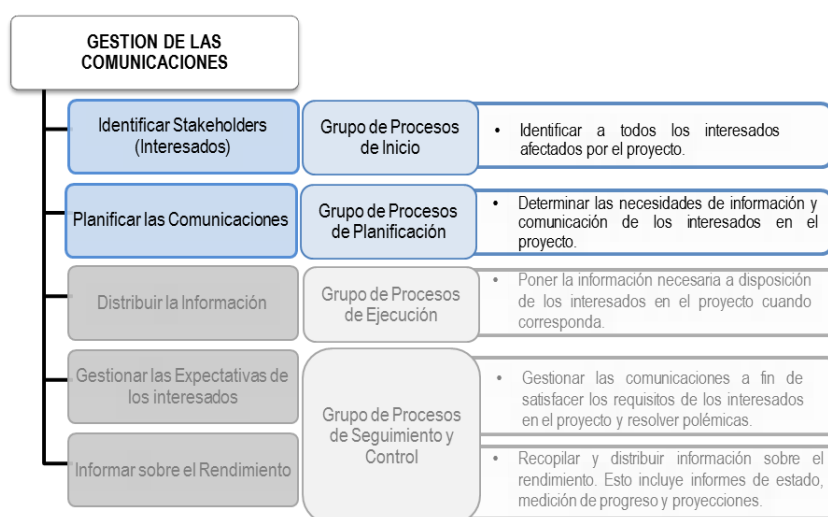 GESTION DE LAS
COMUNICACIONES
Identificar Stakeholders
(Interesados)
Grupo de Procesos
de Inicio
• Identificar a todos los interesados
afectados por el proyecto.
Planificar las Comunicaciones
Grupo de Procesos
de Planificación
• Determinar las necesidades de información y
comunicación de los interesados en el
proyecto.
Distribuir la Información
Grupo de Procesos
de Ejecución
• Poner la información necesaria a disposición
de los interesados en el proyecto cuando
corresponda.
Gestionar las Expectativas de
los interesados
Grupo de Procesos
de Seguimiento y
Control
• Gestionar las comunicaciones a fin de
satisfacer los requisitos de los interesados
en el proyecto y resolver polémicas.
Informar sobre el Rendimiento
• Recopilar y distribuir información sobre el
rendimiento. Esto incluye informes de estado,
medición de progreso y proyecciones.